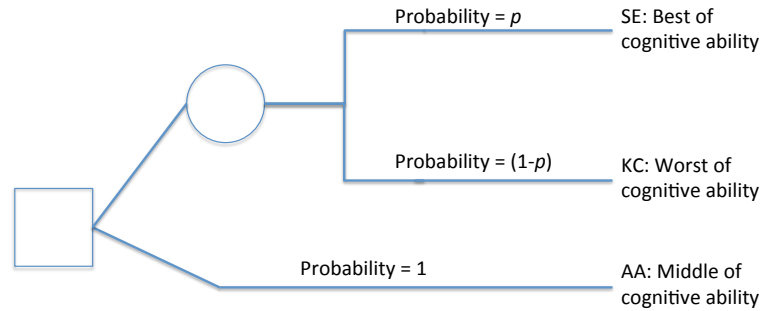 Probability = p
SE: Best of
cognitive ability
Probability = (1-p)
KC: Worst of
cognitive ability
Probability = 1
AA: Middle of
cognitive ability